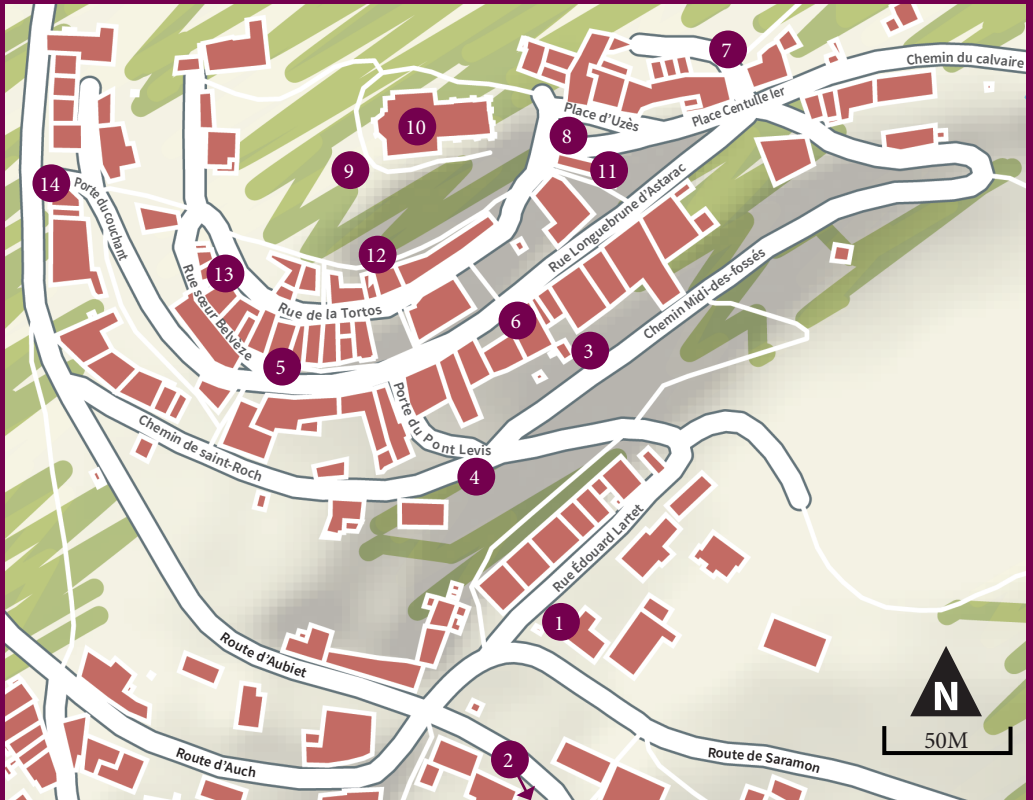 7
Chemin du calvaire
Place Centulle Ier
Place d'Uzès
8
10
9
11
14
Porte du couchant
Rue Longuebrune d'Astarac
12
13
Rue sœur Belvèze
Rue de la Tortos
Chemin Midi-des-fossés
6
3
5
Porte du Pont Levis
Chemin de saint-Roch
4
Rue Édouard Lartet
1
Route d'Aubiet
N
50M
Route d'Auch
2
Route de Saramon